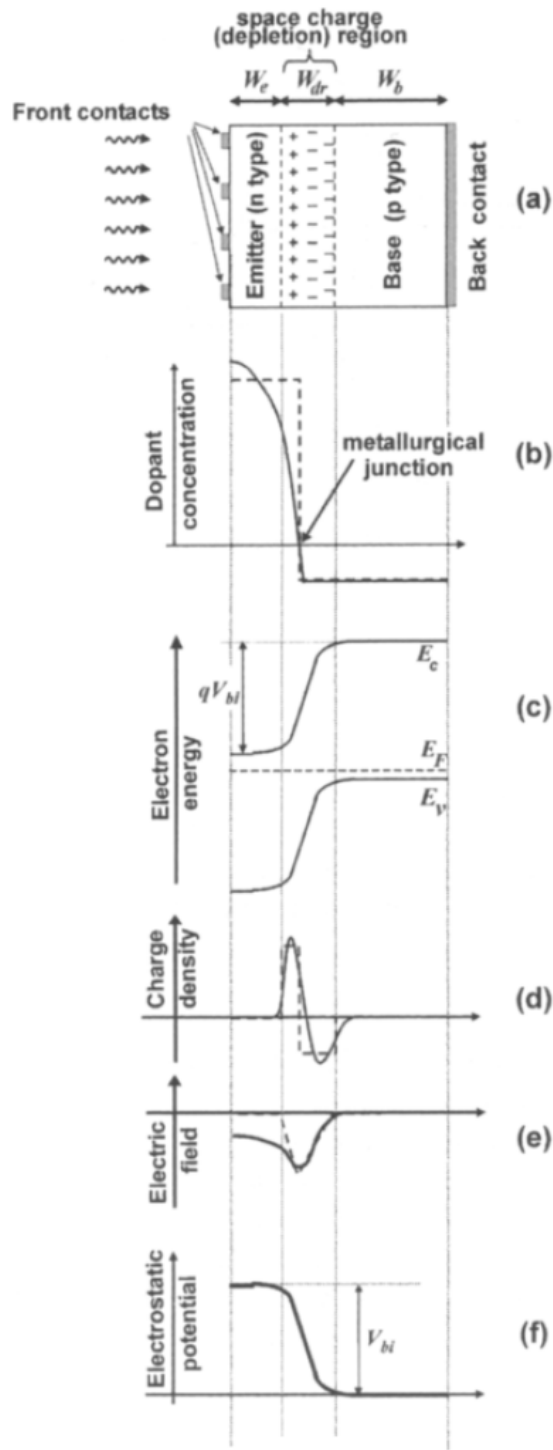 space charge
(depletion) region
W_e W_dr W_b
Front contacts
Emitter (n type)
+ − −
Base (p type)
Back contact
(a)
Dopant
concentration
metallurgical
junction
(b)
Electron
energy
qV_bi
E_c
E_F
E_V
(c)
Charge
density
(d)
Electric
field
(e)
Electrostatic
potential
V_bi
(f)